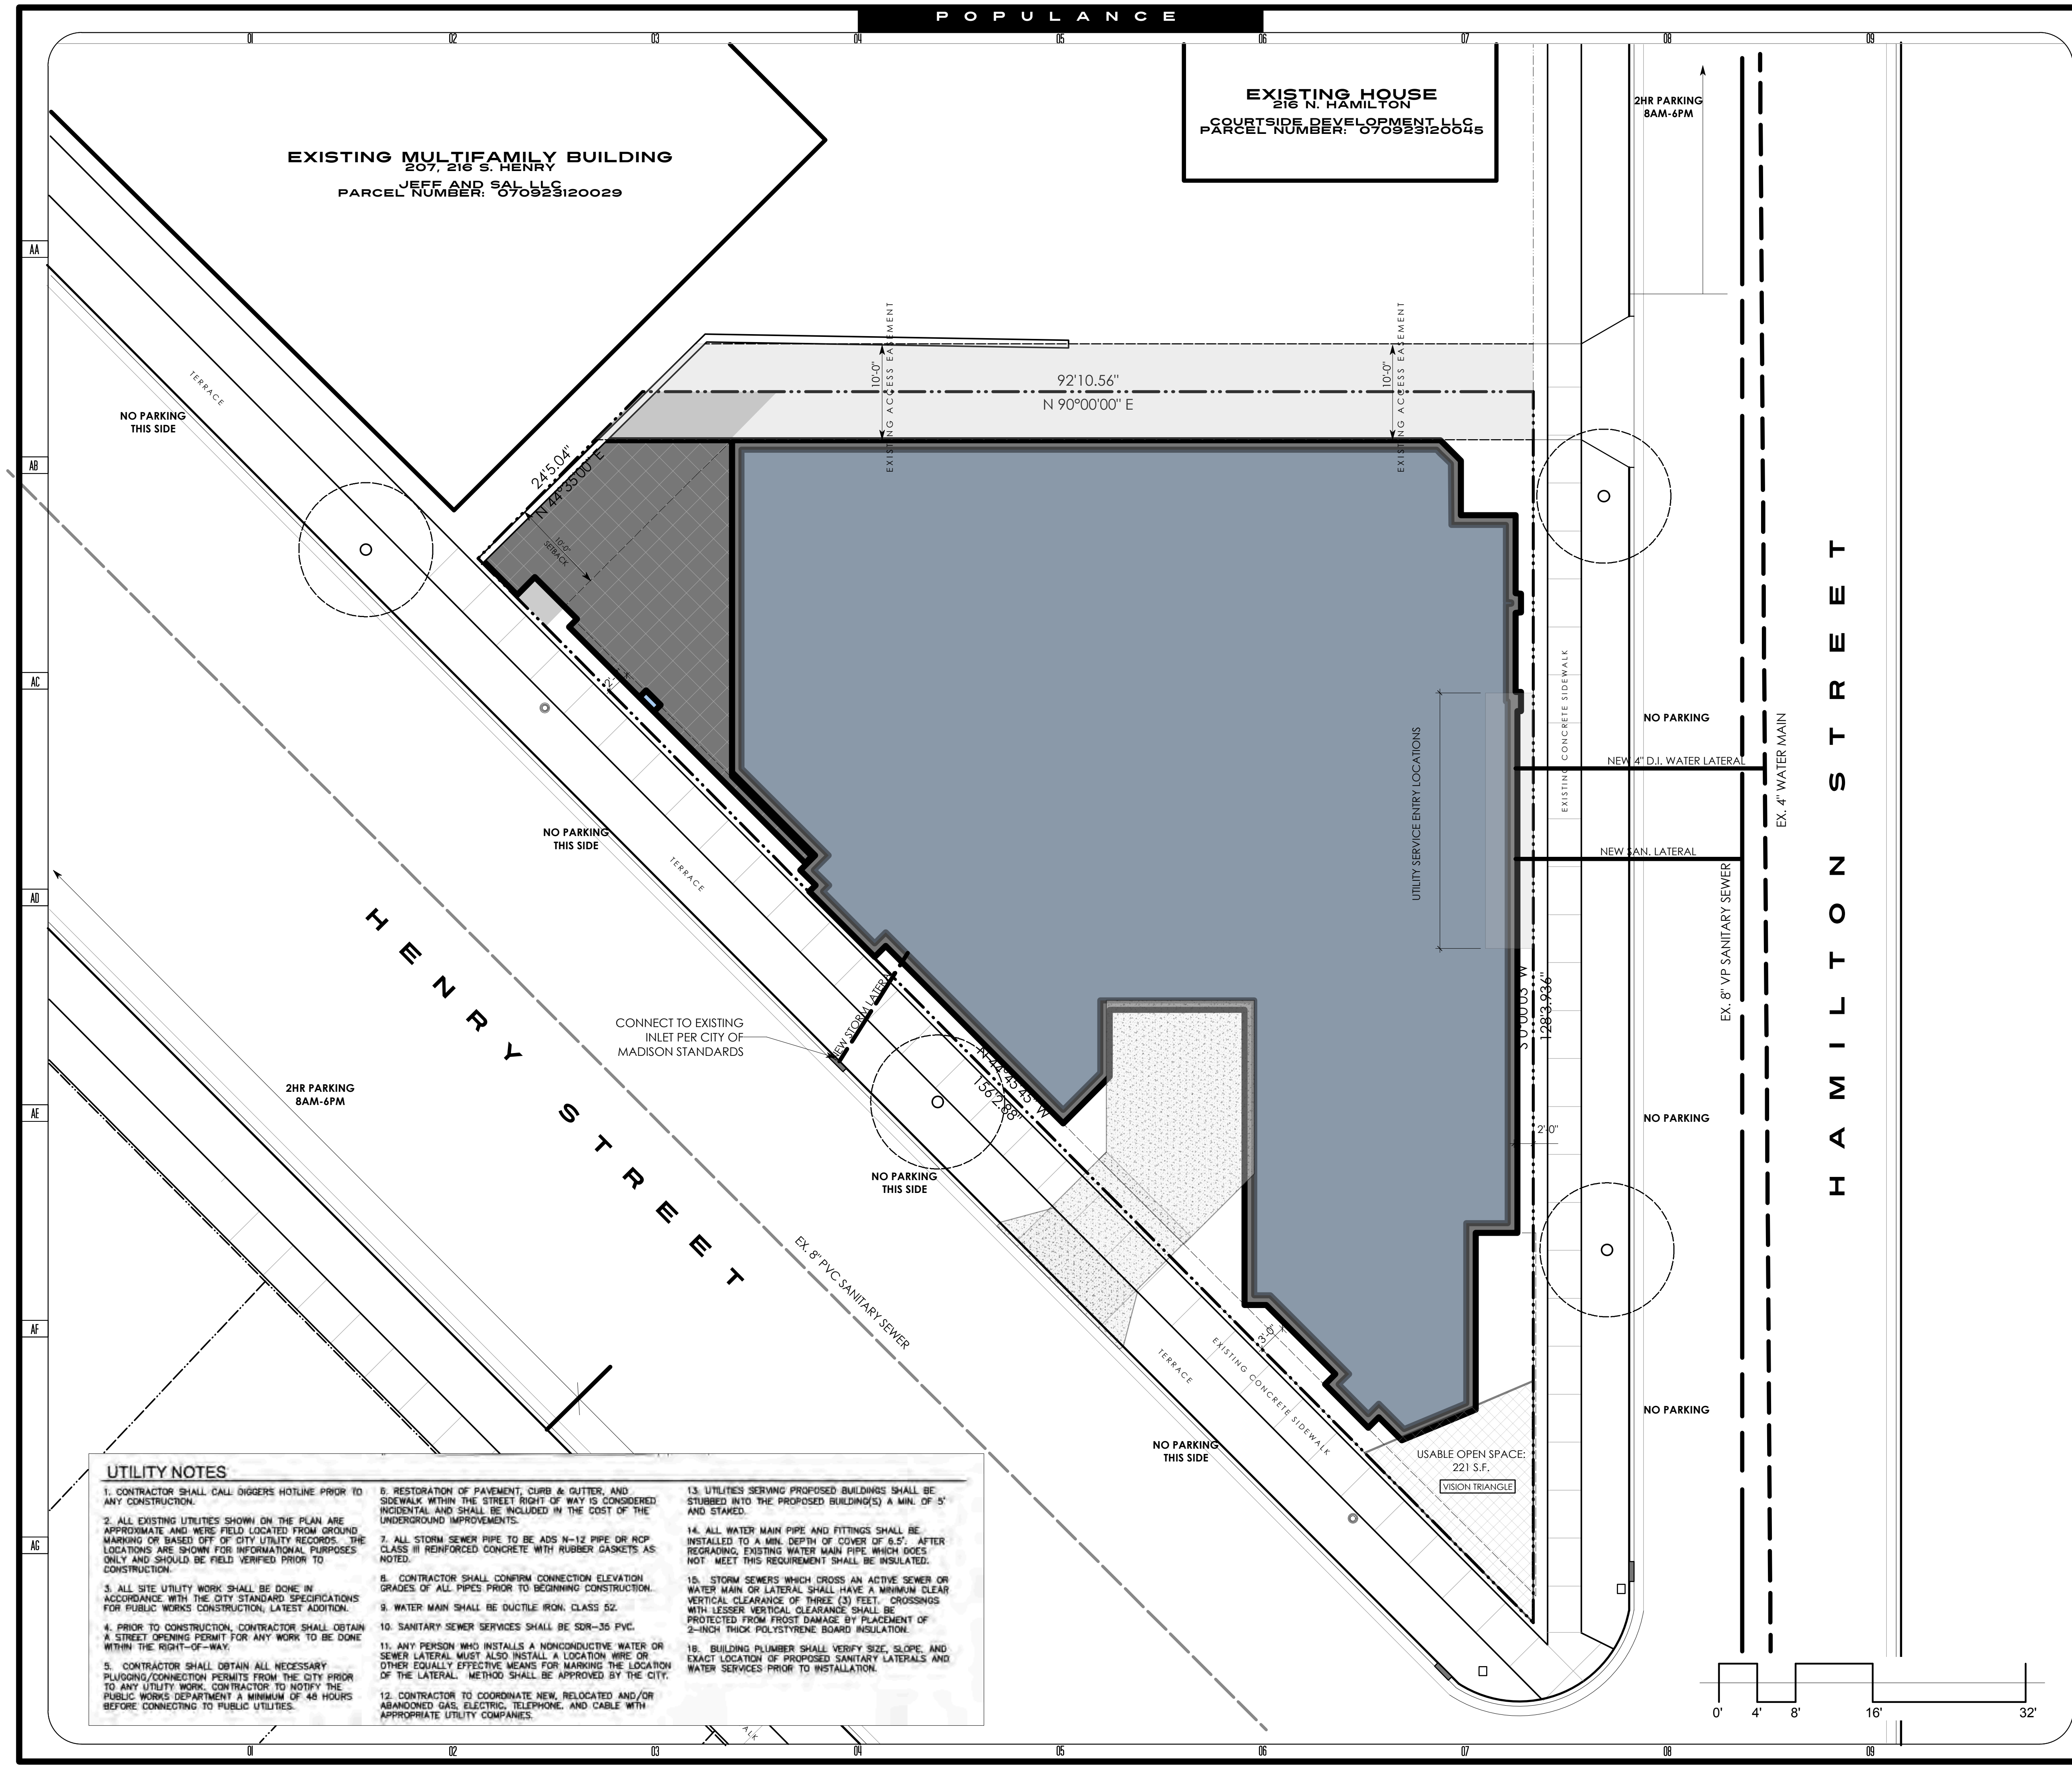 POPULANCE
01 02 03 04 05 06 07 08 09
EXISTING MULTIFAMILY BUILDING
207, 216 S. HENRY
JEFF AND SAL LLC
PARCEL NUMBER: 070923120029
EXISTING HOUSE
216 N. HAMILTON
COURTSIDE DEVELOPMENT LLC
PARCEL NUMBER: 070923120045
2HR PARKING
8AM-6PM
AA
AB
AC
AD
AE
AF
AG
TERRACE
NO PARKING
THIS SIDE
24'5.04"
N 44°35'00" E
10'-0"
SETBACK
10'-0"
EXISTING ACCESS EASEMENT
92'10.56"
N 90°00'00" E
10'-0"
EXISTING ACCESS EASEMENT
HAMILTON STREET
EXISTING CONCRETE SIDEWALK
NO PARKING
NEW 4" D.I. WATER LATERAL
EX. 4" WATER MAIN
UTILITY SERVICE ENTRY LOCATIONS
NEW SAN. LATERAL
EX. 8" VP SANITARY SEWER
NO PARKING
THIS SIDE
TERRACE
HENRY STREET
CONNECT TO EXISTING
INLET PER CITY OF
MADISON STANDARDS
NEW STORM LATERAL
N 44°45'45" W
156'2.88"
S 0°00'03" W
128'3.936"
2'-0"
NO PARKING
2HR PARKING
8AM-6PM
NO PARKING
THIS SIDE
EX. 8" PVC SANITARY SEWER
3'-0"
TERRACE
EXISTING CONCRETE SIDEWALK
NO PARKING
NO PARKING
THIS SIDE
USABLE OPEN SPACE:
221 S.F.
VISION TRIANGLE
UTILITY NOTES
1. CONTRACTOR SHALL CALL DIGGERS HOTLINE PRIOR TO
ANY CONSTRUCTION.
2. ALL EXISTING UTILITIES SHOWN ON THE PLAN ARE
APPROXIMATE AND WERE FIELD LOCATED FROM GROUND
MARKING OR BASED OFF OF CITY UTILITY RECORDS. THE
LOCATIONS ARE SHOWN FOR INFORMATIONAL PURPOSES
ONLY AND SHOULD BE FIELD VERIFIED PRIOR TO
CONSTRUCTION.
3. ALL SITE UTILITY WORK SHALL BE DONE IN
ACCORDANCE WITH THE CITY STANDARD SPECIFICATIONS
FOR PUBLIC WORKS CONSTRUCTION, LATEST ADDITION.
4. PRIOR TO CONSTRUCTION, CONTRACTOR SHALL OBTAIN
A STREET OPENING PERMIT FOR ANY WORK TO BE DONE
WITHIN THE RIGHT-OF-WAY.
5. CONTRACTOR SHALL OBTAIN ALL NECESSARY
PLUGGING/CONNECTION PERMITS FROM THE CITY PRIOR
TO ANY UTILITY WORK. CONTRACTOR TO NOTIFY THE
PUBLIC WORKS DEPARTMENT A MINIMUM OF 48 HOURS
BEFORE CONNECTING TO PUBLIC UTILITIES.
6. RESTORATION OF PAVEMENT, CURB & GUTTER, AND
SIDEWALK WITHIN THE STREET RIGHT OF WAY IS CONSIDERED
INCIDENTAL AND SHALL BE INCLUDED IN THE COST OF THE
UNDERGROUND IMPROVEMENTS.
7. ALL STORM SEWER PIPE TO BE ADS N-12 PIPE OR RCP
CLASS III REINFORCED CONCRETE WITH RUBBER GASKETS AS
NOTED.
8. CONTRACTOR SHALL CONFIRM CONNECTION ELEVATION
GRADES OF ALL PIPES PRIOR TO BEGINNING CONSTRUCTION.
9. WATER MAIN SHALL BE DUCTILE IRON, CLASS 52.
10. SANITARY SEWER SERVICES SHALL BE SDR-35 PVC.
11. ANY PERSON WHO INSTALLS A NONCONDUCTIVE WATER OR
SEWER LATERAL MUST ALSO INSTALL A LOCATION WIRE OR
OTHER EQUALLY EFFECTIVE MEANS FOR MARKING THE LOCATION
OF THE LATERAL. METHOD SHALL BE APPROVED BY THE CITY.
12. CONTRACTOR TO COORDINATE NEW, RELOCATED AND/OR
ABANDONED GAS, ELECTRIC, TELEPHONE, AND CABLE WITH
APPROPRIATE UTILITY COMPANIES.
13. UTILITIES SERVING PROPOSED BUILDINGS SHALL BE
STUBBED INTO THE PROPOSED BUILDING(S) A MIN. OF 5'
AND STAKED.
14. ALL WATER MAIN PIPE AND FITTINGS SHALL BE
INSTALLED TO A MIN. DEPTH OF COVER OF 6.5'. AFTER
REGRADING, EXISTING WATER MAIN PIPE WHICH DOES
NOT MEET THIS REQUIREMENT SHALL BE INSULATED.
15. STORM SEWERS WHICH CROSS AN ACTIVE SEWER OR
WATER MAIN OR LATERAL SHALL HAVE A MINIMUM CLEAR
VERTICAL CLEARANCE OF THREE (3) FEET. CROSSINGS
WITH LESSER VERTICAL CLEARANCE SHALL BE
PROTECTED FROM FROST DAMAGE BY PLACEMENT OF
2-INCH THICK POLYSTYRENE BOARD INSULATION.
16. BUILDING PLUMBER SHALL VERIFY SIZE, SLOPE, AND
EXACT LOCATION OF PROPOSED SANITARY LATERALS AND
WATER SERVICES PRIOR TO INSTALLATION.
0' 4' 8' 16' 32'
01 02 03 04 05 06 07 08 09